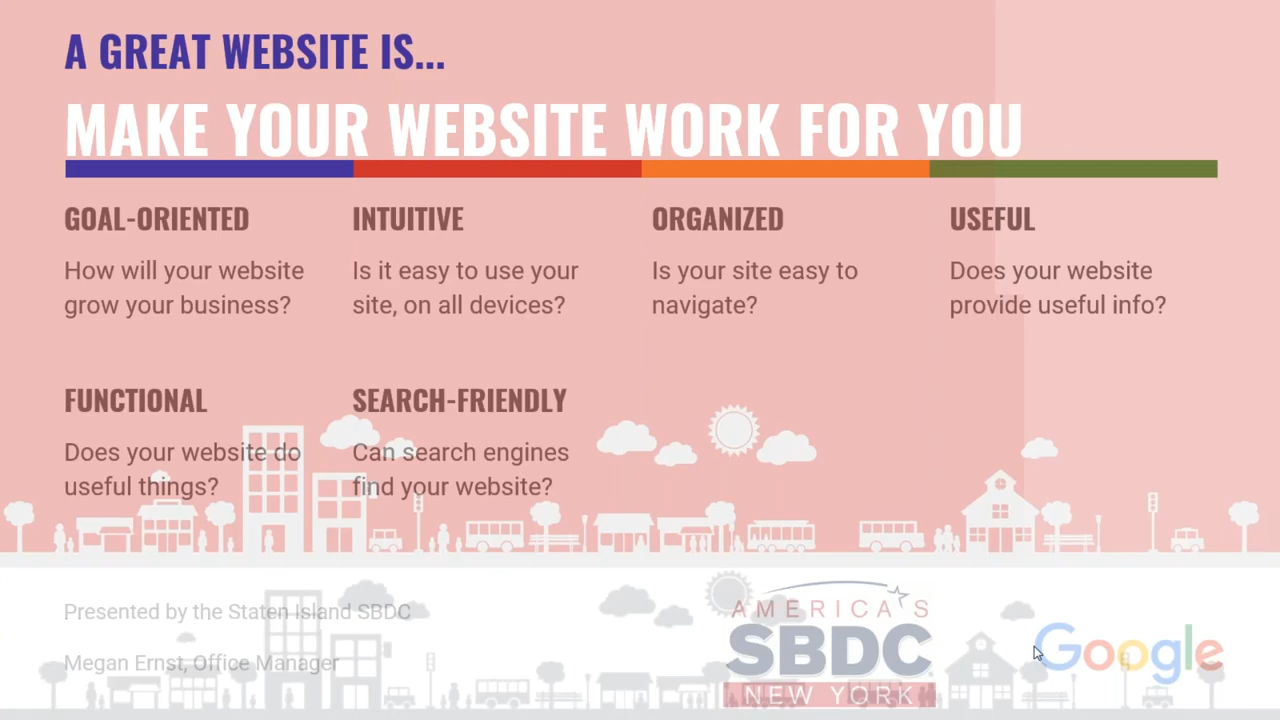 A GREAT WEBSITE IS...
MAKE YOUR WEBSITE WORK FOR YOU
GOAL-ORIENTED
How will your website
grow your business?
INTUITIVE
Is it easy to use your
site, on all devices?
ORGANIZED
Is your site easy to
navigate?
USEFUL
Does your website
provide useful info?
FUNCTIONAL
Does your website do
useful things?
SEARCH-FRIENDLY
Can search engines
find your website?
Presented by the Staten Island SBDC
Megan Ernst, Office Manager
AMERICA'S
SBDC
NEW YORK
Google